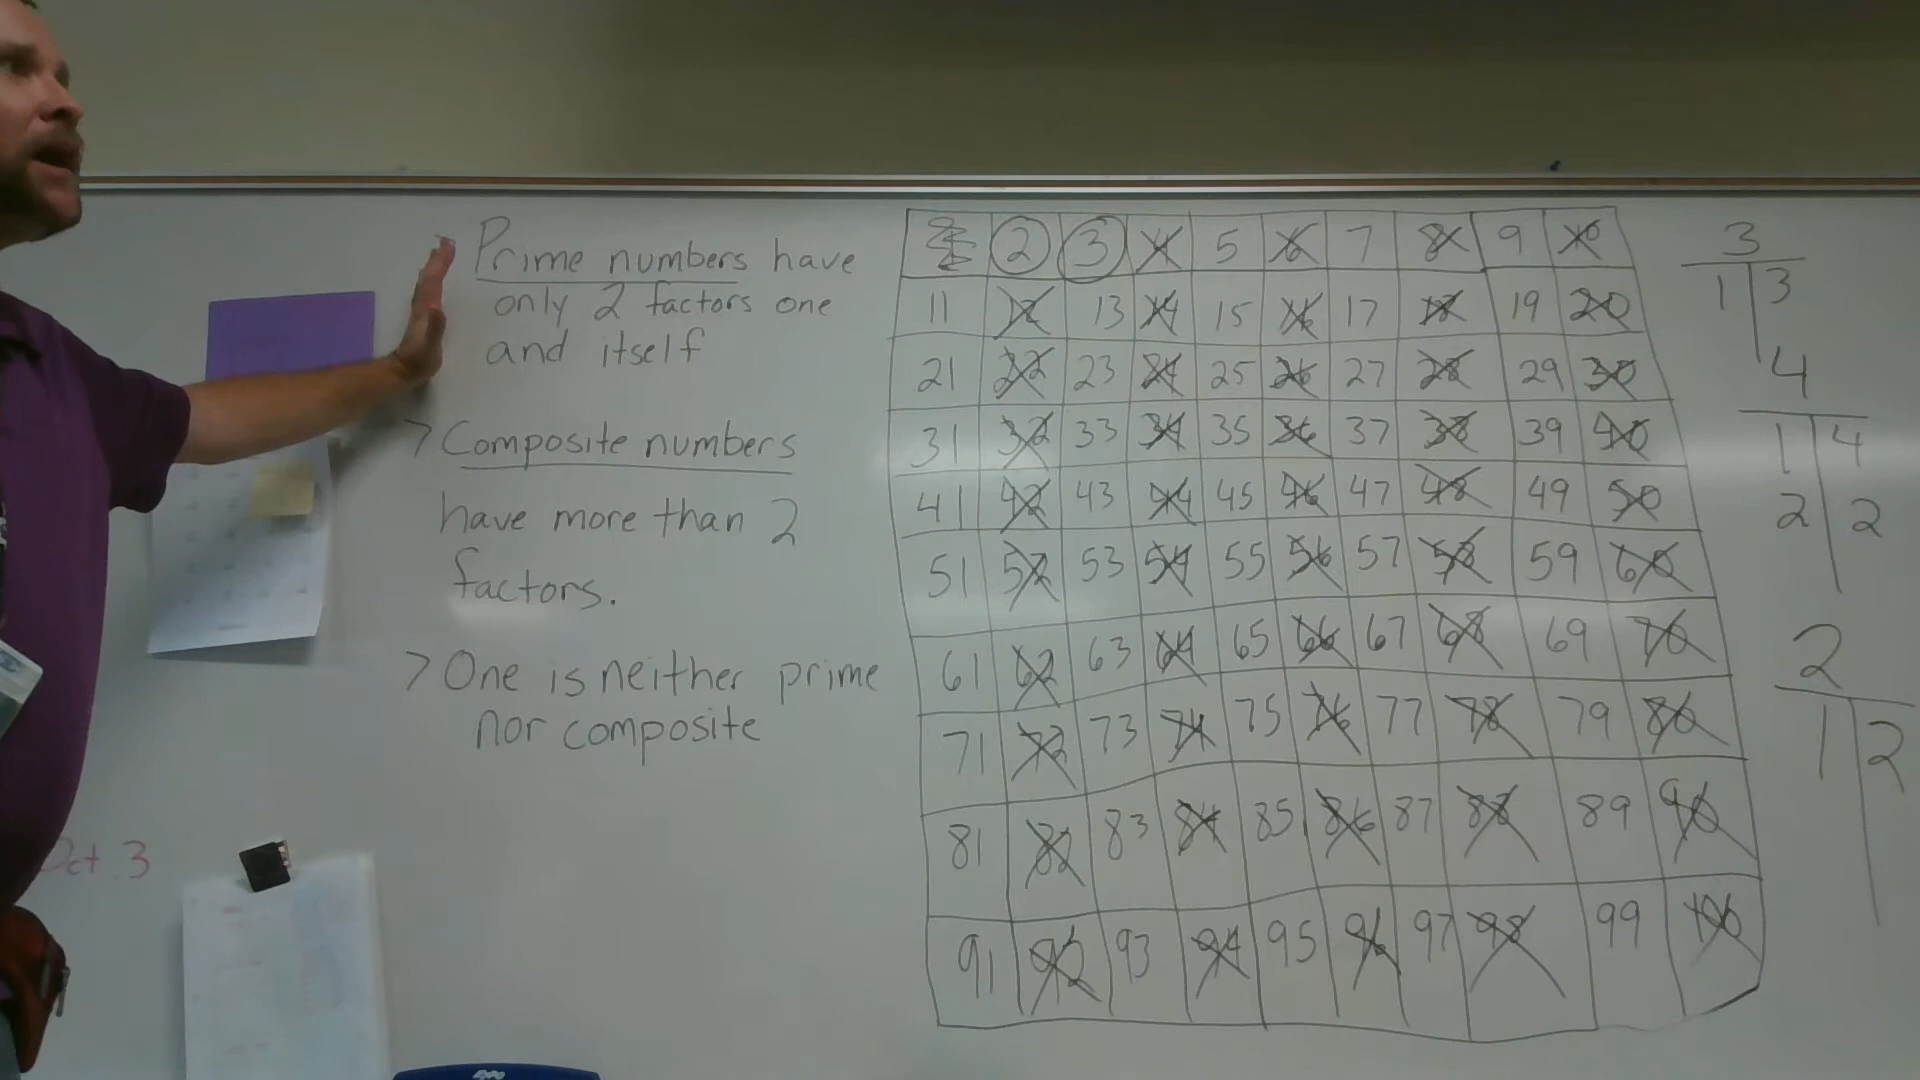 > Prime numbers have
only 2 factors one
and itself
> Composite numbers
have more than 2
factors.
> One is neither prime
nor composite
Oct. 3
2 3 4 5 6 7 8 9 10
11 12 13 14 15 16 17 18 19 20
21 22 23 24 25 26 27 28 29 30
31 32 33 34 35 36 37 38 39 40
41 42 43 44 45 46 47 48 49 50
51 52 53 54 55 56 57 58 59 60
61 62 63 64 65 66 67 68 69 70
71 72 73 74 75 76 77 78 79 80
81 82 83 84 85 86 87 88 89 90
91 92 93 94 95 96 97 98 99 100
3
1 3
4
1 4
2 2
2
1 2